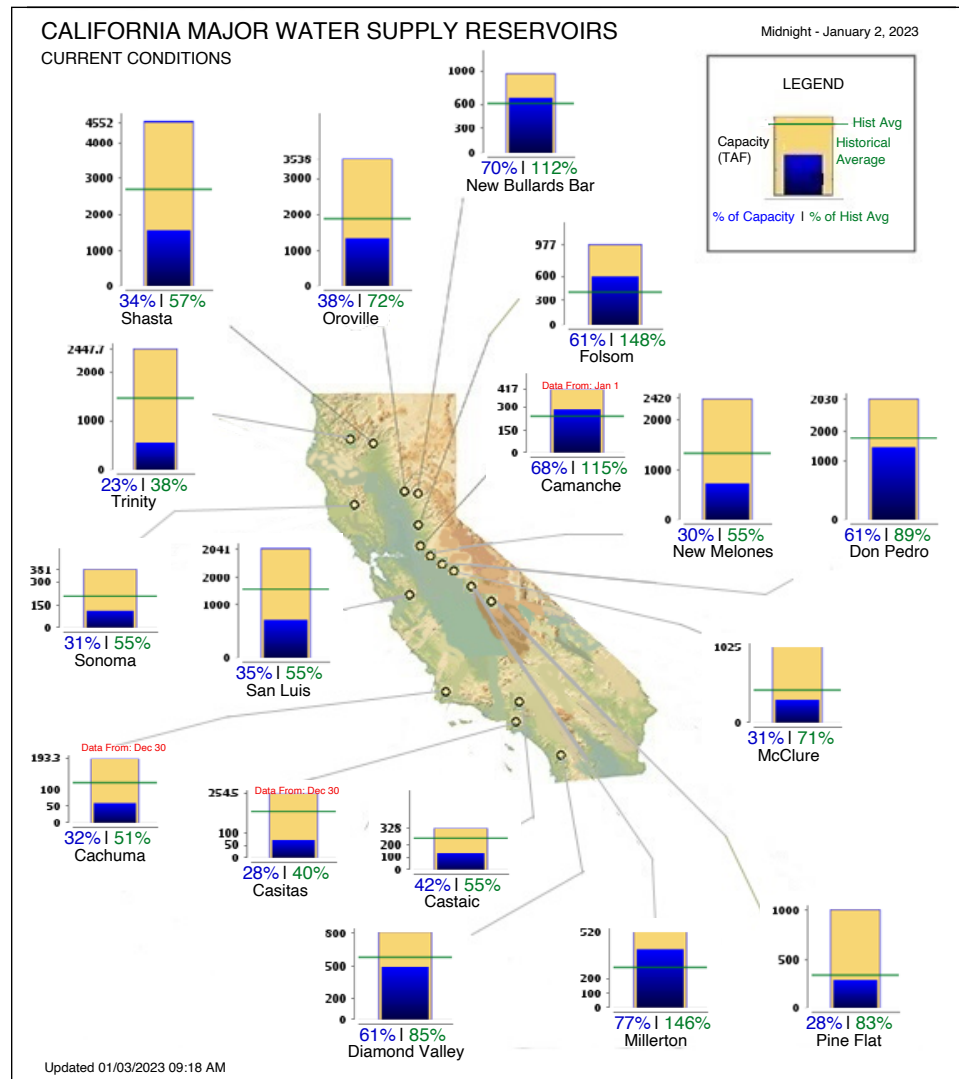 CALIFORNIA MAJOR WATER SUPPLY RESERVOIRS
Midnight - January 2, 2023
CURRENT CONDITIONS
LEGEND
Hist Avg
Capacity
(TAF)
Historical
Average
% of Capacity | % of Hist Avg
1000
600
300
0
70% | 112%
New Bullards Bar
4552
4000
3000
2000
1000
0
34% | 57%
Shasta
3538
2000
1000
0
38% | 72%
Oroville
977
600
300
0
61% | 148%
Folsom
2447.7
2000
1000
0
23% | 38%
Trinity
Data From: Jan 1
417
300
150
0
68% | 115%
Camanche
2420
2000
1000
0
30% | 55%
New Melones
2030
2000
1000
0
61% | 89%
Don Pedro
381
300
150
0
31% | 55%
Sonoma
2041
2000
1000
0
35% | 55%
San Luis
1025
0
31% | 71%
McClure
Data From: Dec 30
193.3
100
50
0
32% | 51%
Cachuma
Data From: Dec 30
254.5
100
50
0
28% | 40%
Casitas
328
200
100
0
42% | 55%
Castaic
800
500
200
0
61% | 85%
Diamond Valley
520
200
100
0
77% | 146%
Millerton
1000
500
0
28% | 83%
Pine Flat
Updated 01/03/2023 09:18 AM